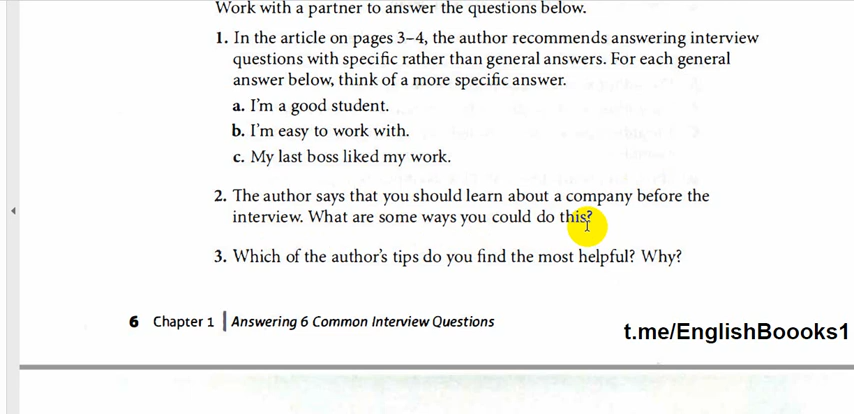 Work with a partner to answer the questions below.
1. In the article on pages 3–4, the author recommends answering interview
questions with specific rather than general answers. For each general
answer below, think of a more specific answer.
a. I'm a good student.
b. I'm easy to work with.
c. My last boss liked my work.
2. The author says that you should learn about a company before the
interview. What are some ways you could do this?
3. Which of the author's tips do you find the most helpful? Why?
6 Chapter 1 | Answering 6 Common Interview Questions
t.me/EnglishBoooks1